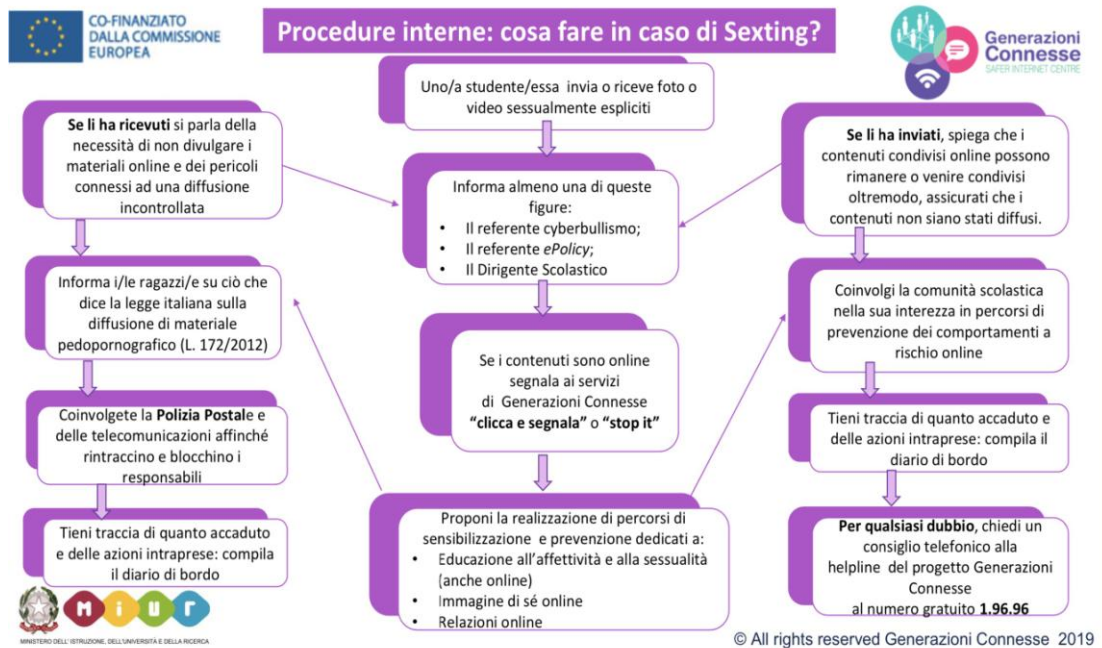 CO-FINANZIATO
DALLA COMMISSIONE
EUROPEA
Procedure interne: cosa fare in caso di Sexting?
Generazioni
Connesse
SAFER INTERNET CENTRE
Uno/a studente/essa invia o riceve foto o
video sessualmente espliciti
Se li ha ricevuti si parla della
necessità di non divulgare i
materiali online e dei pericoli
connessi ad una diffusione
incontrollata
Informa i/le ragazzi/e su ciò che
dice la legge italiana sulla
diffusione di materiale
pedopornografico (L. 172/2012)
Coinvolgete la Polizia Postale e
delle telecomunicazioni affinché
rintraccino e blocchino i
responsabili
Tieni traccia di quanto accaduto
e delle azioni intraprese: compila
il diario di bordo
Informa almeno una di queste
figure:
• Il referente cyberbullismo;
• Il referente ePolicy;
• Il Dirigente Scolastico
Se i contenuti sono online
segnala ai servizi
di Generazioni Connesse
“clicca e segnala” o “stop it”
Proponi la realizzazione di percorsi di
sensibilizzazione e prevenzione dedicati a:
• Educazione all’affettività e alla sessualità
(anche online)
• Immagine di sé online
• Relazioni online
Se li ha inviati, spiega che i
contenuti condivisi online possono
rimanere o venire condivisi
oltremodo, assicurati che i
contenuti non siano stati diffusi.
Coinvolgi la comunità scolastica
nella sua interezza in percorsi di
prevenzione dei comportamenti a
rischio online
Tieni traccia di quanto accaduto e
delle azioni intraprese: compila il
diario di bordo
Per qualsiasi dubbio, chiedi un
consiglio telefonico alla
helpline del progetto Generazioni
Connesse
al numero gratuito 1.96.96
MIUR
MINISTERO DELL' ISTRUZIONE, DELL'UNIVERSITÀ E DELLA RICERCA
© All rights reserved Generazioni Connesse 2019